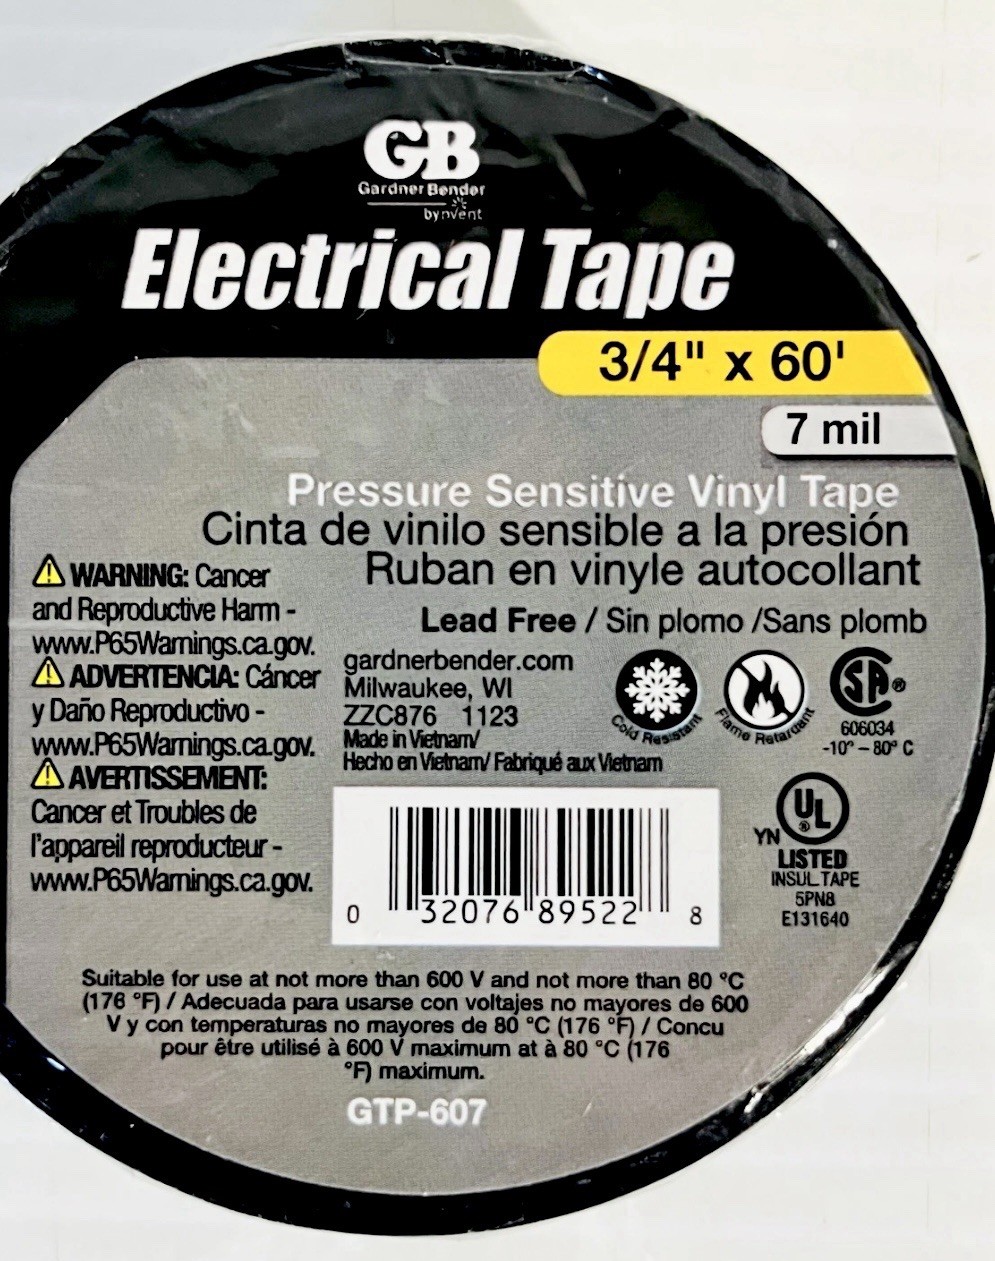 GB
Gardner Bender
by nvent
Electrical Tape
3/4" x 60'
7 mil
Pressure Sensitive Vinyl Tape
Cinta de vinilo sensible a la presión
Ruban en vinyle autocollant
Lead Free / Sin plomo /Sans plomb
WARNING: Cancer
and Reproductive Harm -
www.P65Warnings.ca.gov.
ADVERTENCIA: Cáncer
y Daño Reproductivo -
www.P65Warnings.ca.gov.
AVERTISSEMENT:
Cancer et Troubles de
l'appareil reproducteur -
www.P65Warnings.ca.gov.
gardnerbender.com
Milwaukee, WI
ZZC876 1123
Made in Vietnam/
Hecho en Vietnam/ Fabriqué aux Vietnam
Cold Resistant
Flame Retardant
SA®
606034
-10° – 80° C
UL
®
YN
LISTED
INSUL.TAPE
5PN8
E131640
0 32076 89522 8
Suitable for use at not more than 600 V and not more than 80 °C
(176 °F) / Adecuada para usarse con voltajes no mayores de 600
V y con temperaturas no mayores de 80 °C (176 °F) / Concu
pour être utilisé à 600 V maximum at à 80 °C (176
°F) maximum.
GTP-607